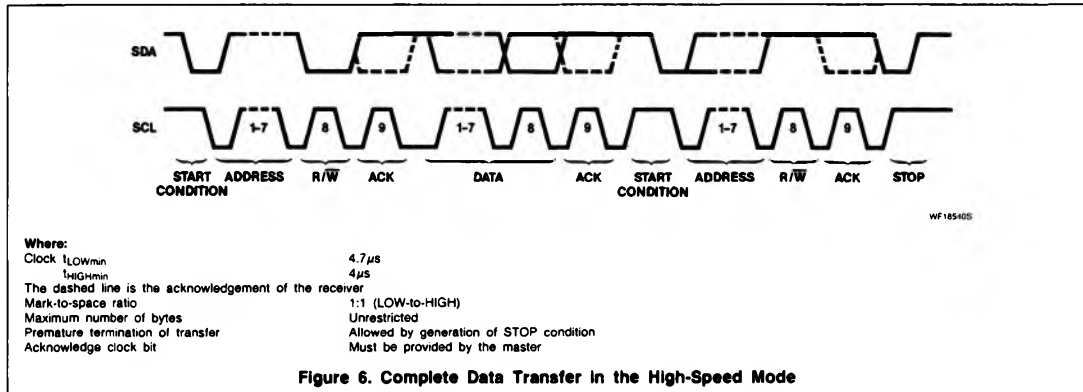 SDA
SCL
1–7 8 9 1–7 8 9 1–7 8 9
START CONDITION ADDRESS R/W̅ ACK DATA ACK START CONDITION ADDRESS R/W̅ ACK STOP
WF18540S
Where:
Clock tLOWmin 4.7µs
tHIGHmin 4µs
The dashed line is the acknowledgement of the receiver
Mark-to-space ratio 1:1 (LOW-to-HIGH)
Maximum number of bytes Unrestricted
Premature termination of transfer Allowed by generation of STOP condition
Acknowledge clock bit Must be provided by the master
Figure 6. Complete Data Transfer in the High-Speed Mode